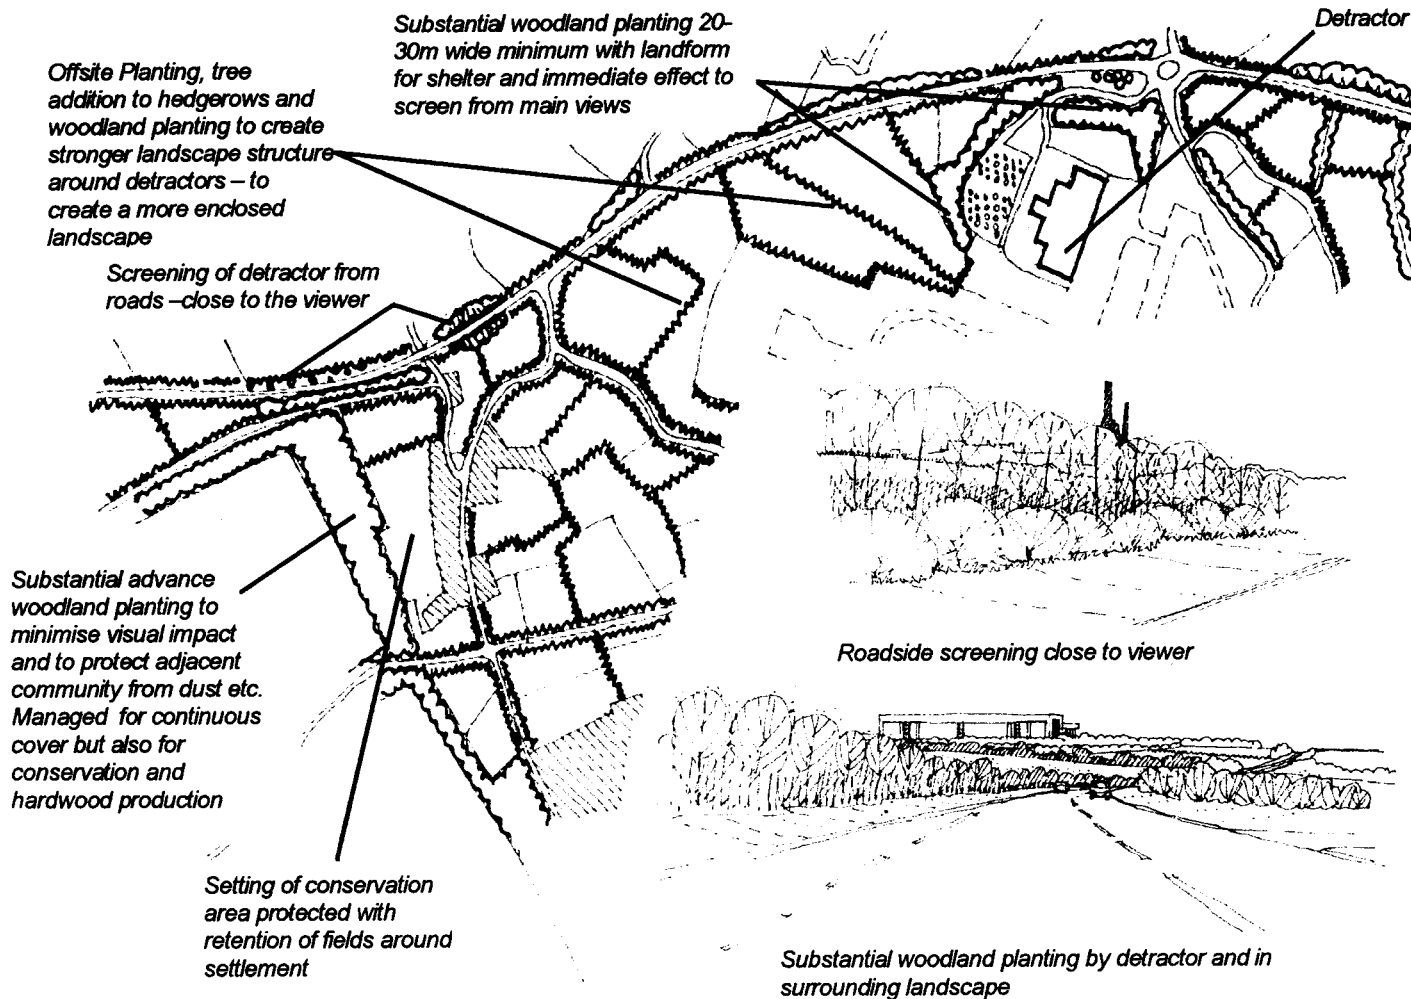 Substantial woodland planting 20-
30m wide minimum with landform
for shelter and immediate effect to
screen from main views
Detractor
Offsite Planting, tree
addition to hedgerows and
woodland planting to create
stronger landscape structure
around detractors – to
create a more enclosed
landscape
Screening of detractor from
roads –close to the viewer
Substantial advance
woodland planting to
minimise visual impact
and to protect adjacent
community from dust etc.
Managed for continuous
cover but also for
conservation and
hardwood production
Roadside screening close to viewer
Setting of conservation
area protected with
retention of fields around
settlement
Substantial woodland planting by detractor and in
surrounding landscape